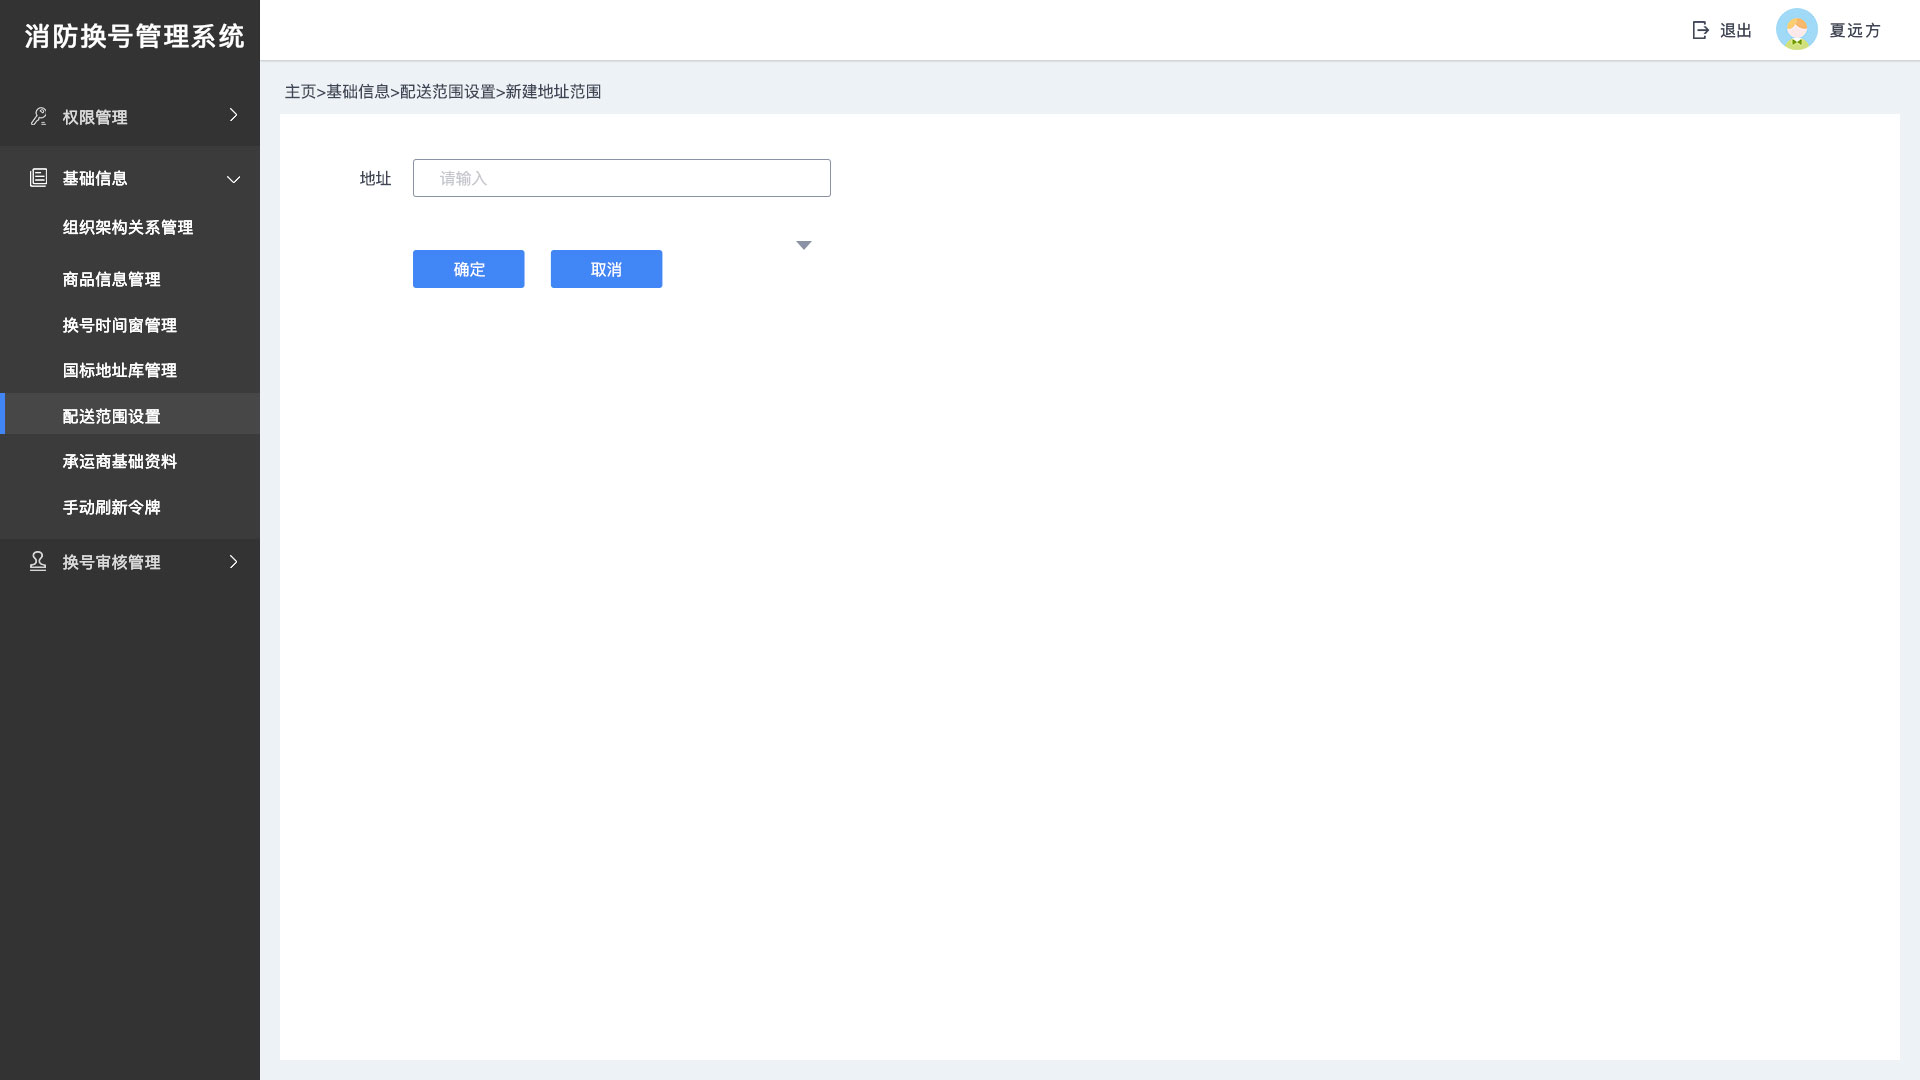 消防换号管理系统
退出
夏远方
主页>基础信息>配送范围设置>新建地址范围
权限管理
基础信息
组织架构关系管理
商品信息管理
换号时间窗管理
国标地址库管理
配送范围设置
承运商基础资料
手动刷新令牌
换号审核管理
地址
请输入
确定
取消